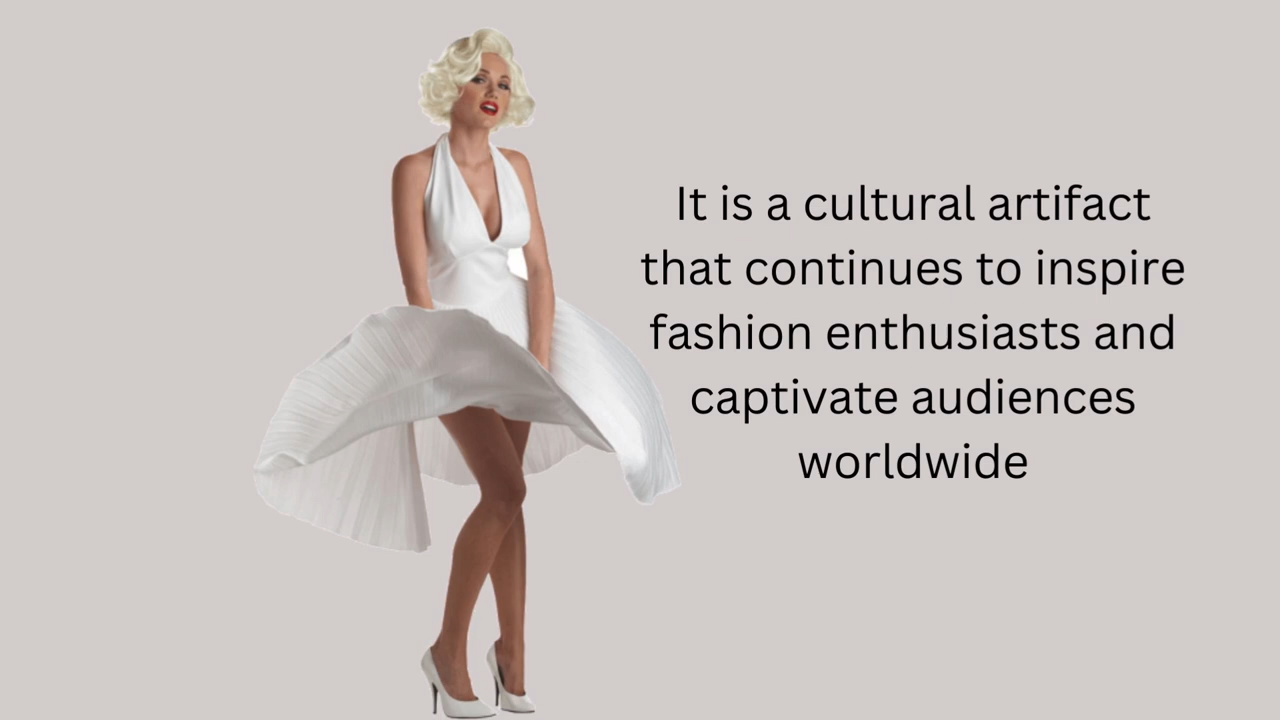 It is a cultural artifact
that continues to inspire
fashion enthusiasts and
captivate audiences
worldwide